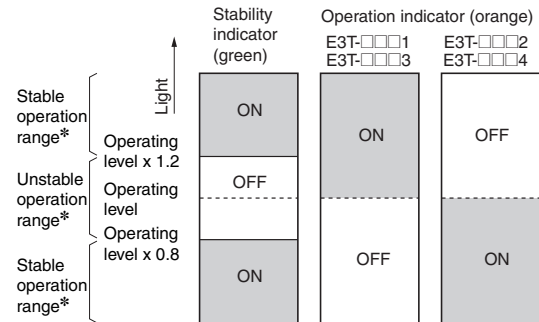 Stability
indicator
(green)
Operation indicator (orange)
E3T-□□□1
E3T-□□□3
E3T-□□□2
E3T-□□□4
Light
Stable
operation
range*
Operating
level x 1.2
Unstable
operation
range*
Operating
level
Operating
level x 0.8
Stable
operation
range*
ON
OFF
ON
ON
OFF
OFF
ON